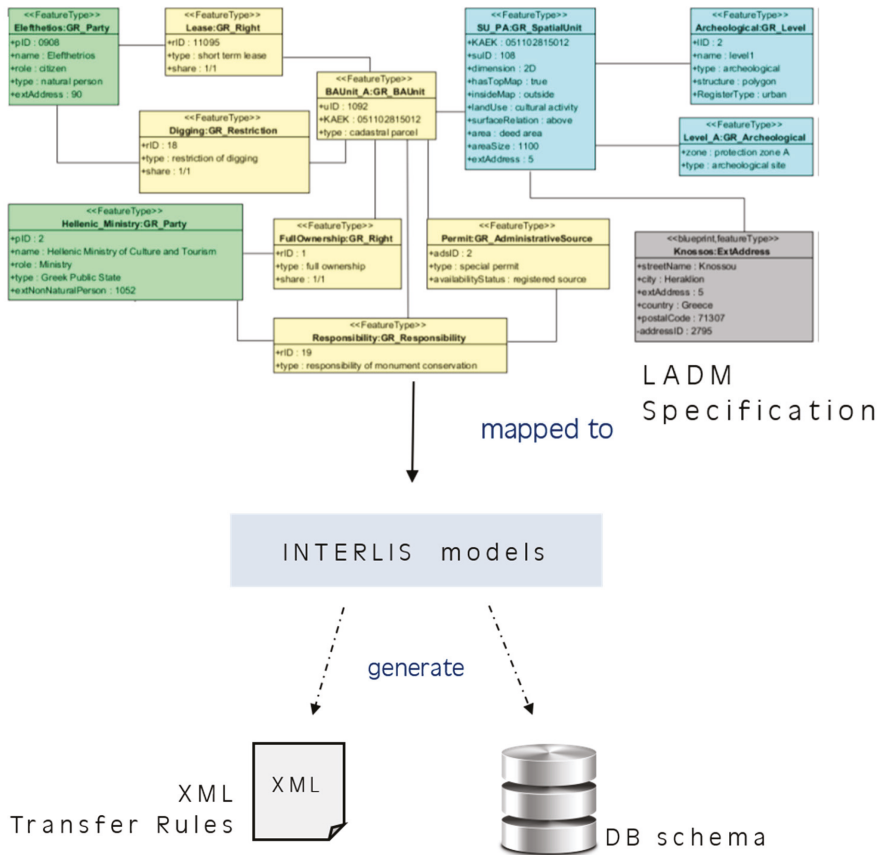 <<FeatureType>>
Elefthetios:GR_Party
+pID : 0908
+name : Elefthetrios
+role : citizen
+type : natural person
+extAddress : 90
<<FeatureType>>
Lease:GR_Right
+rID : 11095
+type : short term lease
+share : 1/1
<<FeatureType>>
BAUnit_A:GR_BAUnit
+uID : 1092
+KAEK : 051102815012
+type : cadastral parcel
<<FeatureType>>
SU_PA:GR_SpatialUnit
+KAEK : 051102815012
+suID : 108
+dimension : 2D
+hasTopMap : true
+insideMap : outside
+landUse : cultural activity
+surfaceRelation : above
+area : deed area
+areaSize : 1100
+extAddress : 5
<<FeatureType>>
Archeological:GR_Level
+lID : 2
+name : level1
+type : archeological
+structure : polygon
+RegisterType : urban
<<FeatureType>>
Digging:GR_Restriction
+rID : 18
+type : restriction of digging
+share : 1/1
<<FeatureType>>
Level_A:GR_Archeological
+zone : protection zone A
+type : archeological site
<<FeatureType>>
Hellenic_Ministry:GR_Party
+pID : 2
+name : Hellenic Ministry of Culture and Tourism
+role : Ministry
+type : Greek Public State
+extNonNaturalPerson : 1052
<<FeatureType>>
FullOwnership:GR_Right
+rID : 1
+type : full ownership
+share : 1/1
<<FeatureType>>
Permit:GR_AdministrativeSource
+adsID : 2
+type : special permit
+availabilityStatus : registered source
<<blueprint,featureType>>
Knossos:ExtAddress
+streetName : Knossou
+city : Heraklion
+extAddress : 5
+country : Greece
+postalCode : 71307
-addressID : 2795
<<FeatureType>>
Responsibility:GR_Responsibility
+rID : 19
+type : responsibility of monument conservation
LADM
Specification
mapped to
INTERLIS models
generate
XML
XML
Transfer Rules
DB schema